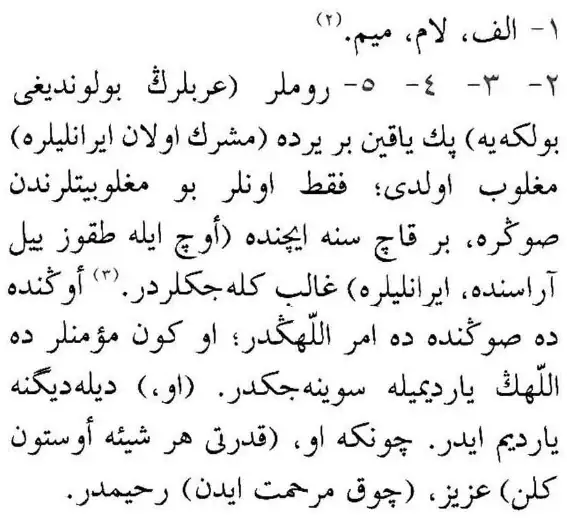 ١- الف، لام، ميم.(٢)
٢- ٣- ٤- ٥- روملر (عربلرڭ بولونديغى
بولكه‌يه) پك ياقين بر يرده (مشرك اولان ايرانليلره)
مغلوب اولدى؛ فقط اونلر بو مغلوبيتلرندن
صوڭره، بر قاچ سنه ايچنده (أوچ ايله طقوز ييل
آراسنده، ايرانليلره) غالب كله‌جكلردر.(٣) أوڭنده
ده صوڭنده ده امر اللّهڭدر؛ او كون مؤمنلر ده
اللّهڭ يارديميله سوينه‌جكدر. (او،) ديله‌ديگنه
يارديم ايدر. چونكه او، (قدرتى هر شيئه أوستون
كلن) عزيز، (چوق مرحمت ايدن) رحيمدر.